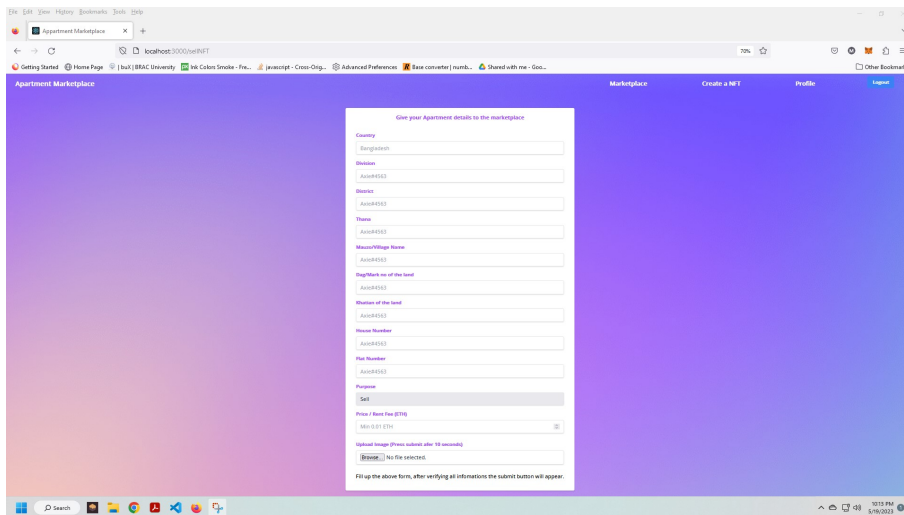 File Edit View History Bookmarks Tools Help
Appartment Marketplace
localhost:3000/sellNFT
70%
Getting Started Home Page | buX | BRAC University Ink Colors Smoke - Fre... javascript - Cross-Orig... Advanced Preferences Base converter | numb... Shared with me - Goo...
Other Bookmar
Apartment Marketplace Marketplace Create a NFT Profile Logout
Give your Apartment details to the marketplace
Country
Bangladesh
Division
Axie#4563
District
Axie#4563
Thana
Axie#4563
Mauza/Village Name
Axie#4563
Dag/Mark no of the land
Axie#4563
Khatian of the land
Axie#4563
House Number
Axie#4563
Flat Number
Axie#4563
Purpose
Sell
Price / Rent Fee (ETH)
Min 0.01 ETH
Upload Image (Press submit afer 10 seconds)
Browse... No file selected.
Fill up the above form, after verifying all infomations the submit button will appear.
Search
10:13 PM
5/19/2023